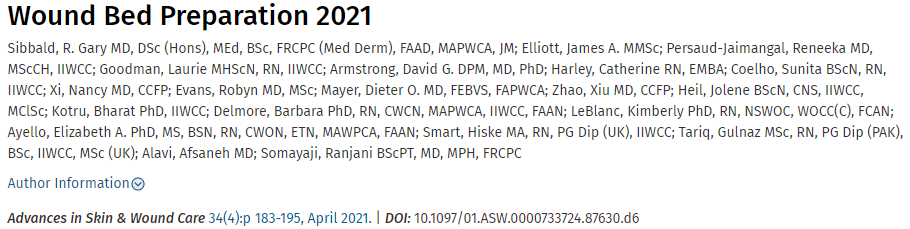 Wound Bed Preparation 2021
Sibbald, R. Gary MD, DSc (Hons), MEd, BSc, FRCPC (Med Derm), FAAD, MAPWCA, JM; Elliott, James A. MMSc; Persaud-Jaimangal, Reneeka MD,
MScCH, IIWCC; Goodman, Laurie MHScN, RN, IIWCC; Armstrong, David G. DPM, MD, PhD; Harley, Catherine RN, EMBA; Coelho, Sunita BScN, RN,
IIWCC; Xi, Nancy MD, CCFP; Evans, Robyn MD, MSc; Mayer, Dieter O. MD, FEBVS, FAPWCA; Zhao, Xiu MD, CCFP; Heil, Jolene BScN, CNS, IIWCC,
MClSc; Kotru, Bharat PhD, IIWCC; Delmore, Barbara PhD, RN, CWCN, MAPWCA, IIWCC, FAAN; LeBlanc, Kimberly PhD, RN, NSWOC, WOCC(C), FCAN;
Ayello, Elizabeth A. PhD, MS, BSN, RN, CWON, ETN, MAWPCA, FAAN; Smart, Hiske MA, RN, PG Dip (UK), IIWCC; Tariq, Gulnaz MSc, RN, PG Dip (PAK),
BSc, IIWCC, MSc (UK); Alavi, Afsaneh MD; Somayaji, Ranjani BScPT, MD, MPH, FRCPC
Author Information
Advances in Skin & Wound Care 34(4):p 183-195, April 2021. | DOI: 10.1097/01.ASW.0000733724.87630.d6